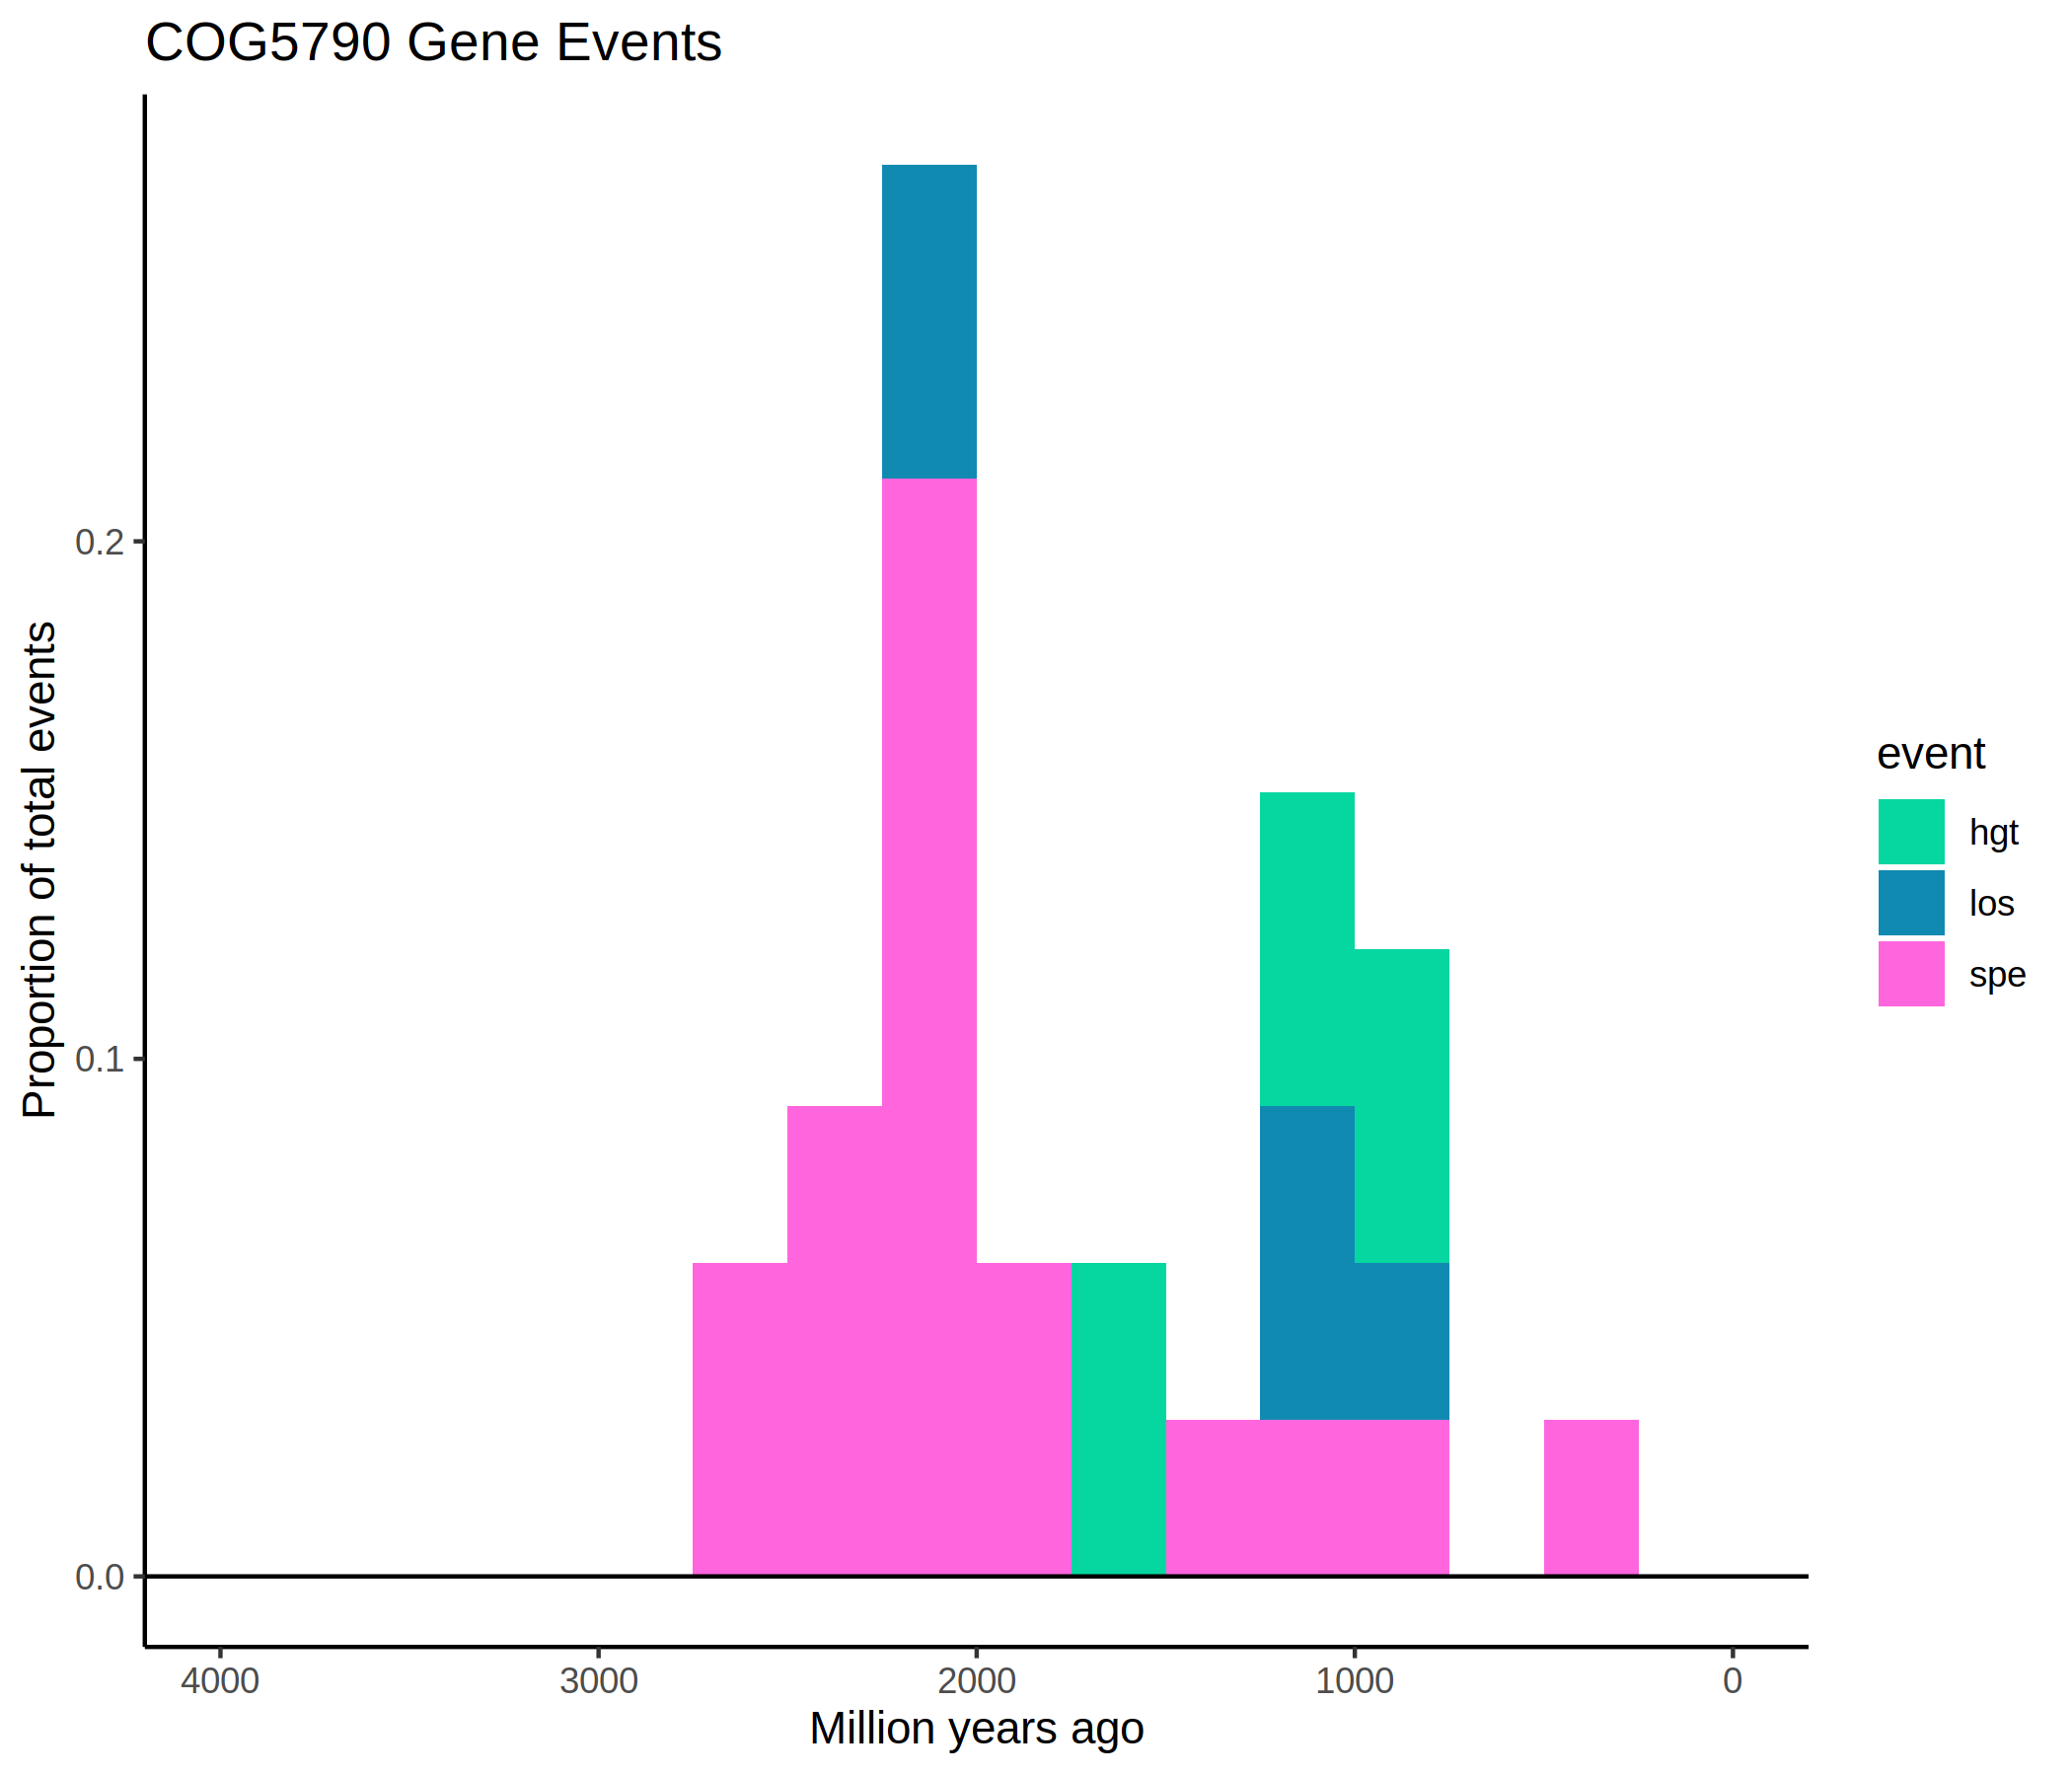 COG5790 Gene Events
Proportion of total events
0.2
0.1
0.0
4000 3000 2000 1000 0
Million years ago
event
hgt
los
spe